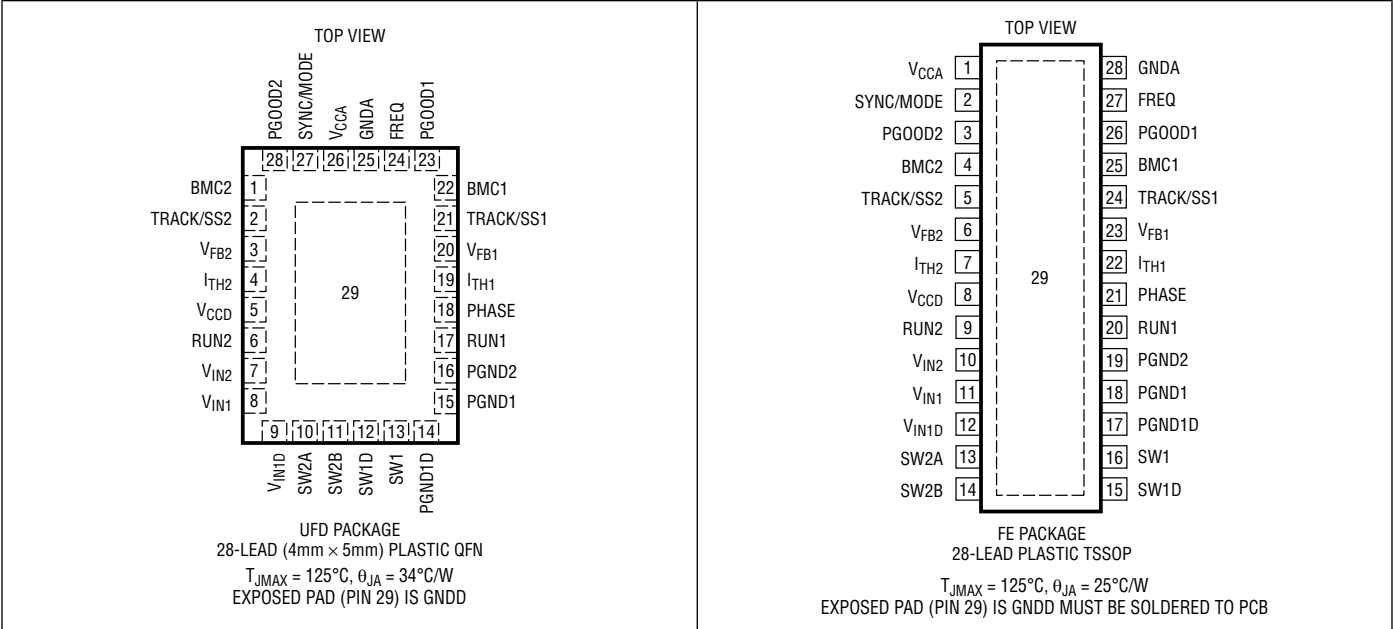 TOP VIEW
PGOOD2
SYNC/MODE
VCCA
GNDA
FREQ
PGOOD1
28 27 26 25 24 23
BMC2 1 22 BMC1
TRACK/SS2 2 21 TRACK/SS1
VFB2 3 20 VFB1
ITH2 4 19 ITH1
29
VCCD 5 18 PHASE
RUN2 6 17 RUN1
VIN2 7 16 PGND2
VIN1 8 15 PGND1
9 10 11 12 13 14
VIN1D
SW2A
SW2B
SW1D
SW1
PGND1D
UFD PACKAGE
28-LEAD (4mm × 5mm) PLASTIC QFN
TJMAX = 125°C, θJA = 34°C/W
EXPOSED PAD (PIN 29) IS GNDD
TOP VIEW
VCCA 1 28 GNDA
SYNC/MODE 2 27 FREQ
PGOOD2 3 26 PGOOD1
BMC2 4 25 BMC1
TRACK/SS2 5 24 TRACK/SS1
VFB2 6 23 VFB1
ITH2 7 22 ITH1
29
VCCD 8 21 PHASE
RUN2 9 20 RUN1
VIN2 10 19 PGND2
VIN1 11 18 PGND1
VIN1D 12 17 PGND1D
SW2A 13 16 SW1
SW2B 14 15 SW1D
FE PACKAGE
28-LEAD PLASTIC TSSOP
TJMAX = 125°C, θJA = 25°C/W
EXPOSED PAD (PIN 29) IS GNDD MUST BE SOLDERED TO PCB